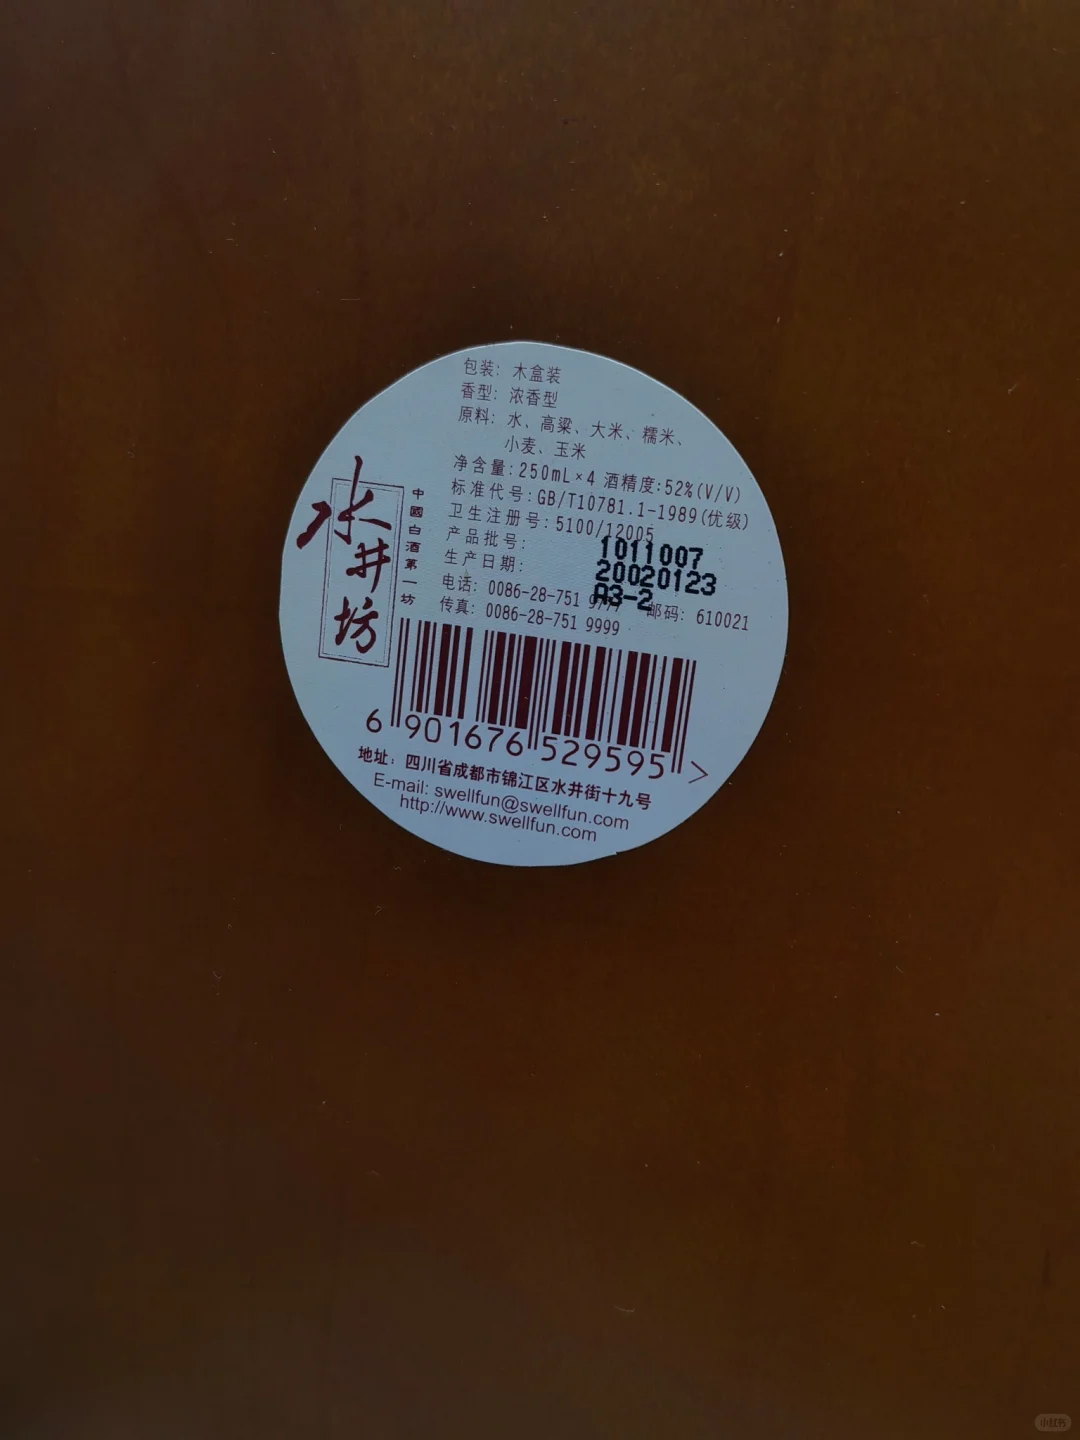 包装：木盒装
香型：浓香型
原料：水、高粱、大米、糯米、
小麦、玉米
净含量：250mL×4 酒精度：52%(V/V)
标准代号：GB/T10781.1-1989(优级)
卫生注册号：5100/12005
产品批号：1011007
生产日期：20020123
A3-2
电话：0086-28-751 邮码：610021
传真：0086-28-751 9999
水井坊
中國白酒第一坊
6 901676 529595 >
地址：四川省成都市锦江区水井街十九号
E-mail: swellfun@swellfun.com
http://www.swellfun.com
小红书